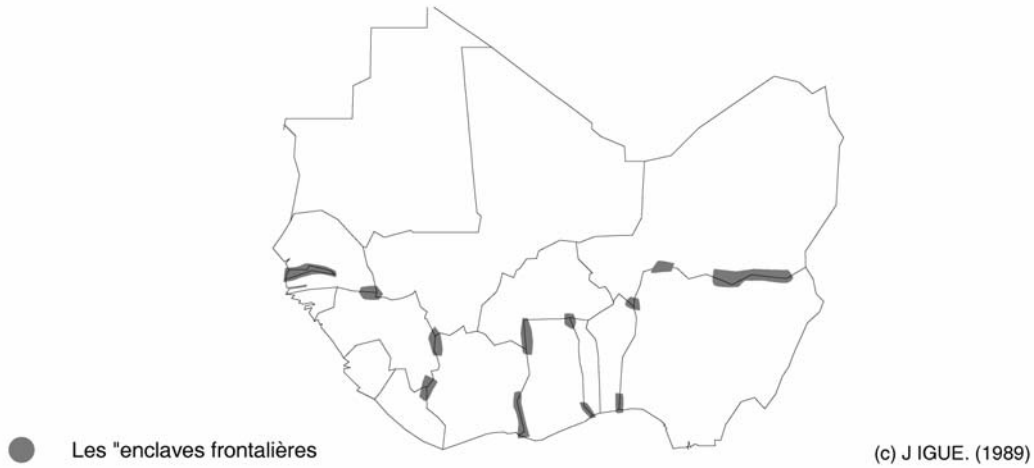 Les "enclaves frontalières
(c) J IGUE. (1989)